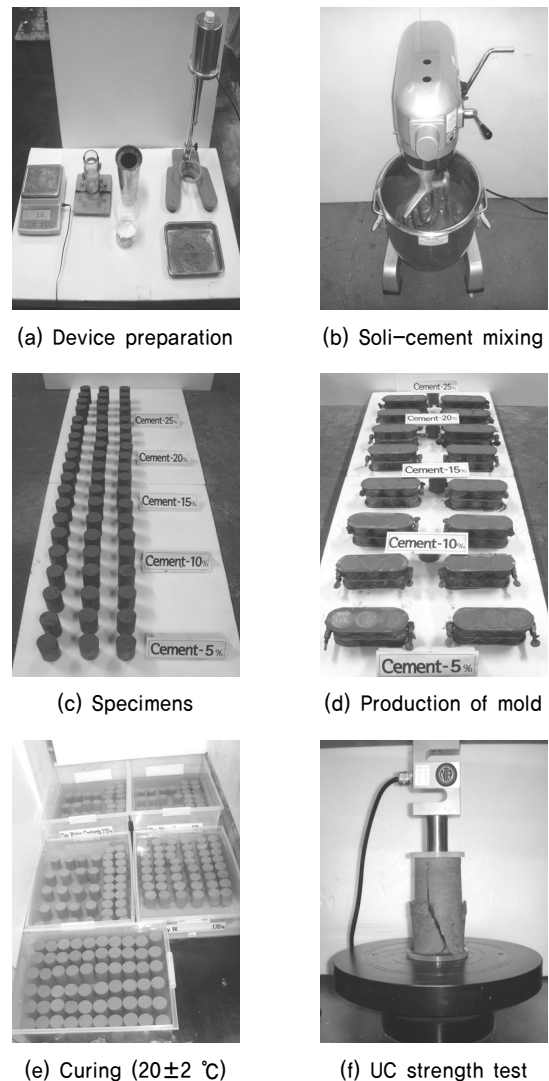 (a) Device preparation
(b) Soli-cement mixing
Cement-25%
Cement-20%
Cement-15%
Cement-10%
Cement-5%
Cement-25%
Cement-20%
Cement-15%
Cement-10%
Cement-5%
(c) Specimens
(d) Production of mold
170%
(e) Curing (20±2 ℃)
(f) UC strength test